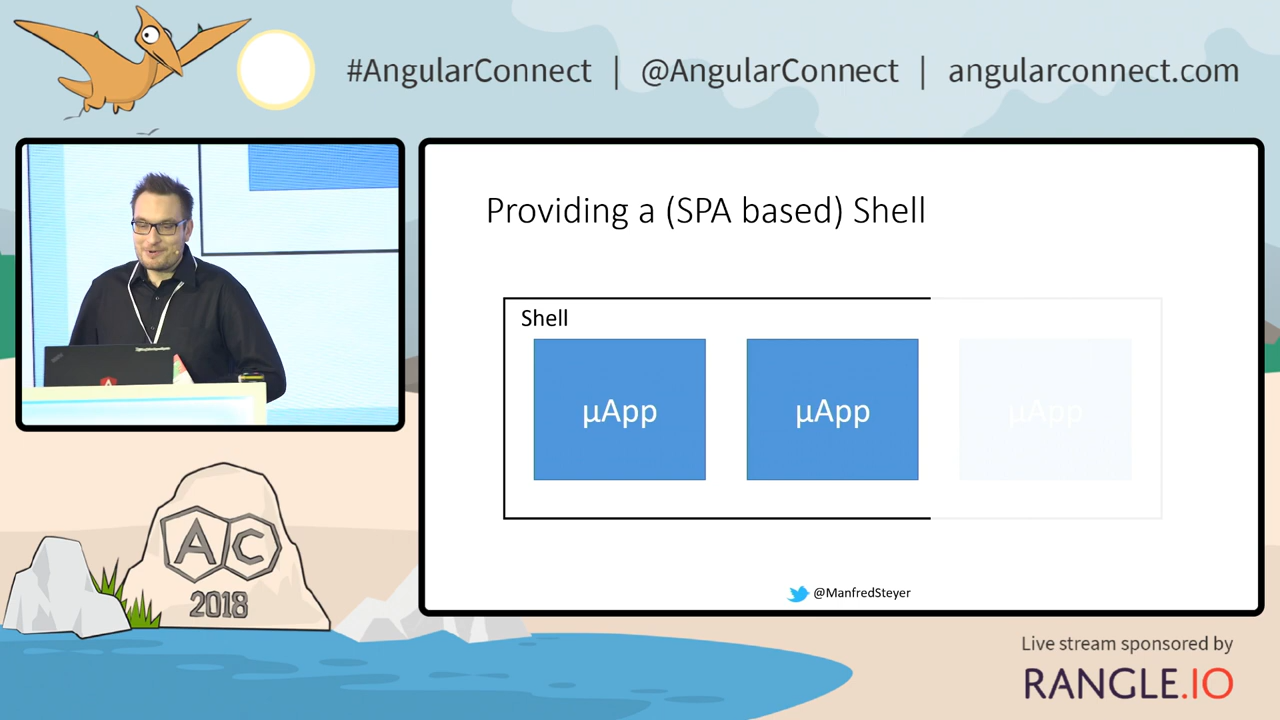 #AngularConnect | @AngularConnect | angularconnect.com
Providing a (SPA based) Shell
Shell
µApp
µApp
µApp
@ManfredSteyer
AC
2018
Live stream sponsored by
RANGLE.IO